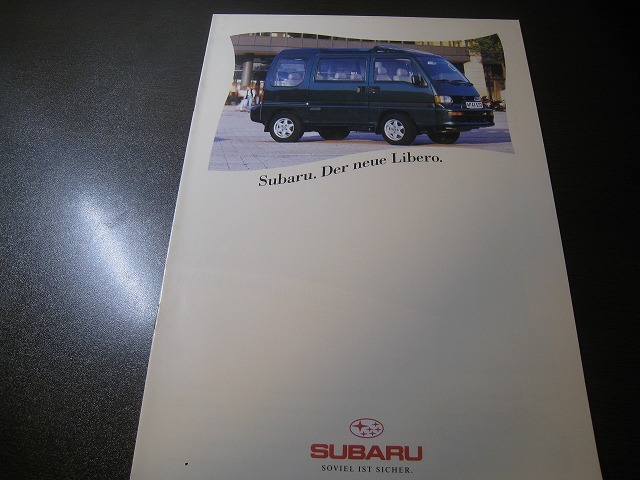 Subaru. Der neue Libero.
SUBARU
SOVIEL IST SICHER.